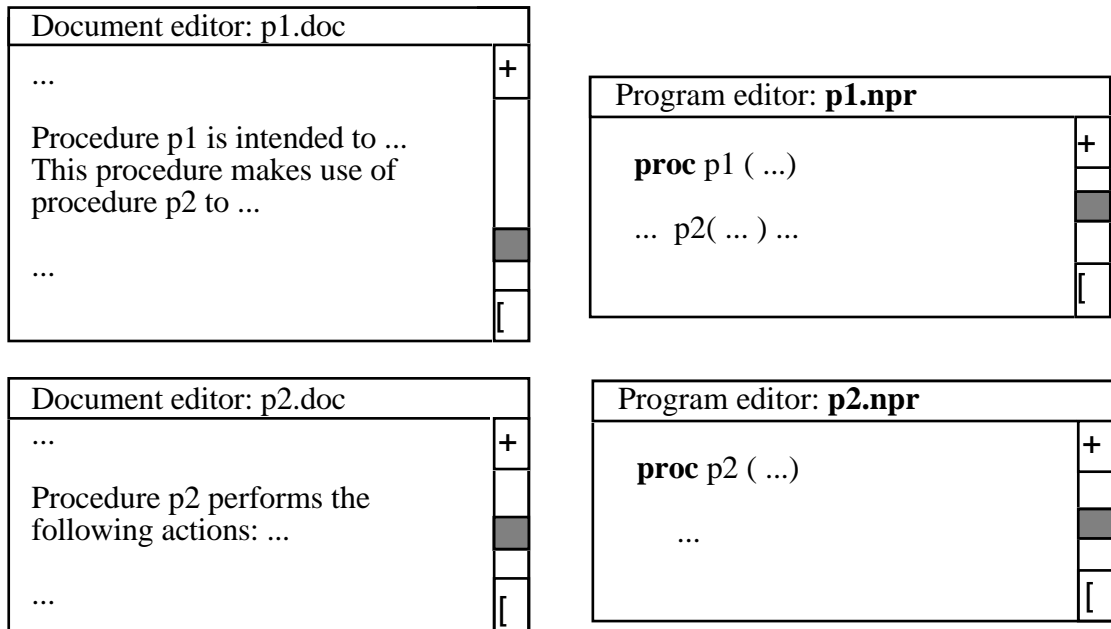 Document editor: p1.doc
...
+
Procedure p1 is intended to ...
This procedure makes use of
procedure p2 to ...
...
[
Program editor: p1.npr
+
proc p1 ( ...)
... p2( ... ) ...
[
Document editor: p2.doc
...
+
Procedure p2 performs the
following actions: ...
...
[
Program editor: p2.npr
+
proc p2 ( ...)
...
[